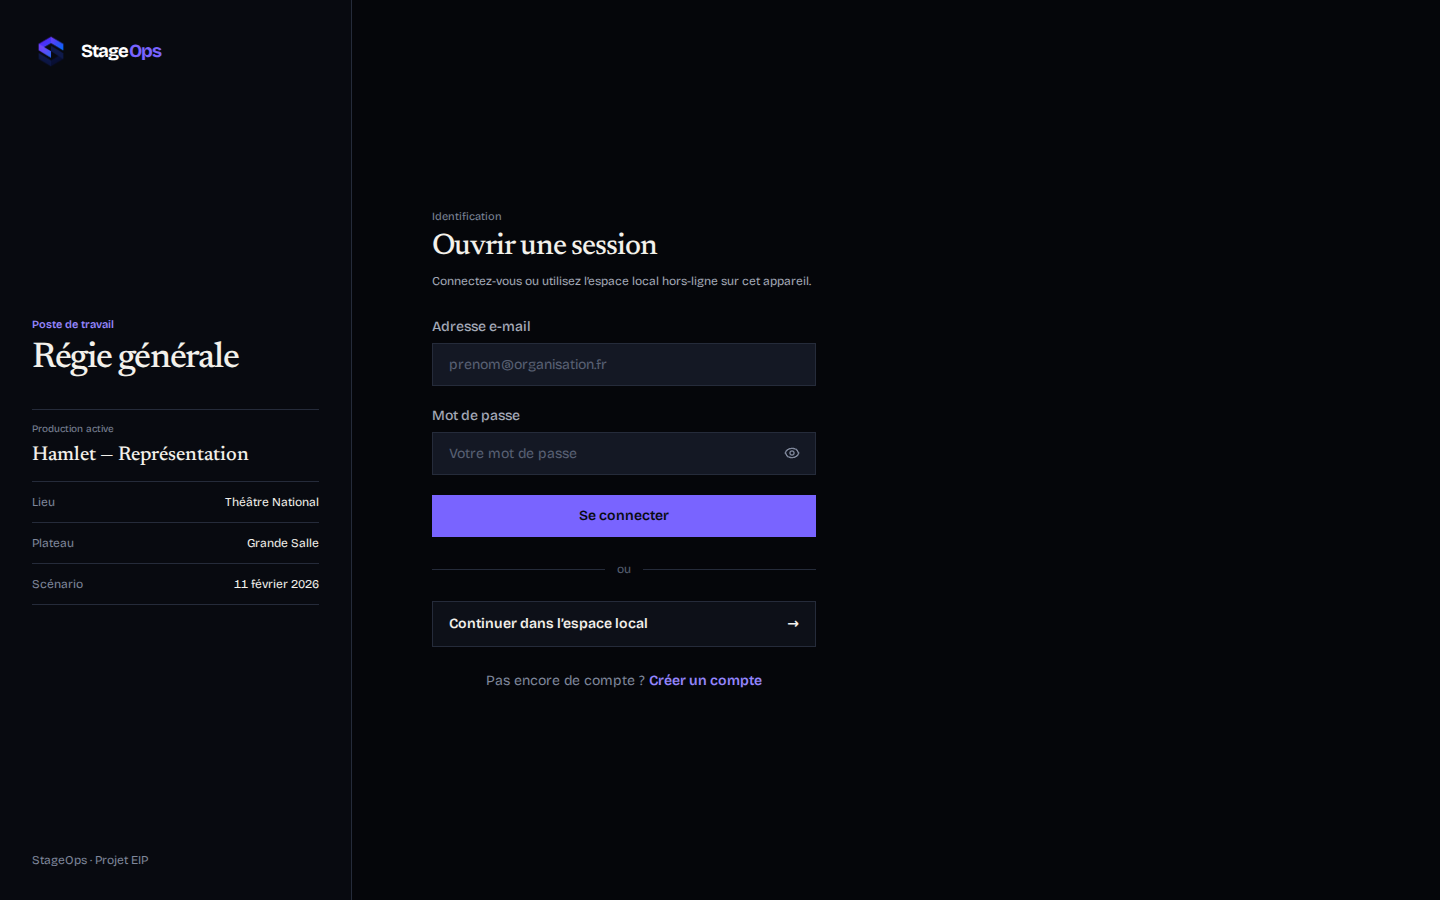 StageOps
Poste de travail
Régie générale
Production active
Hamlet — Représentation
Lieu Théâtre National
Plateau Grande Salle
Scénario 11 février 2026
StageOps · Projet EIP
Identification
Ouvrir une session
Connectez-vous ou utilisez l’espace local hors-ligne sur cet appareil.
Adresse e-mail
prenom@organisation.fr
Mot de passe
Votre mot de passe
Se connecter
ou
Continuer dans l’espace local →
Pas encore de compte ? Créer un compte